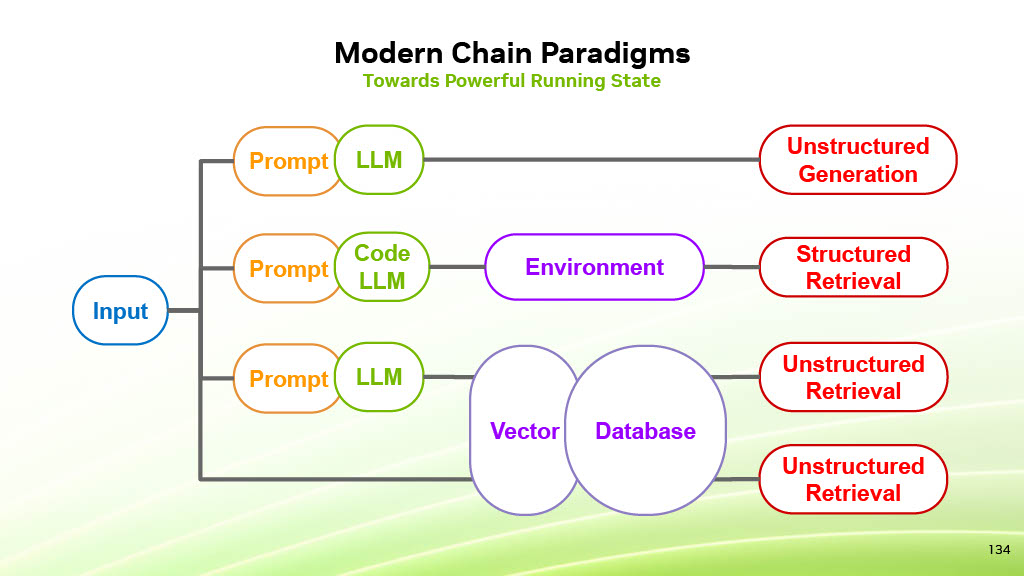 Modern Chain Paradigms
Towards Powerful Running State
Input
Prompt
LLM
Unstructured
Generation
Prompt
Code
LLM
Environment
Structured
Retrieval
Prompt
LLM
Vector
Database
Unstructured
Retrieval
Unstructured
Retrieval
134